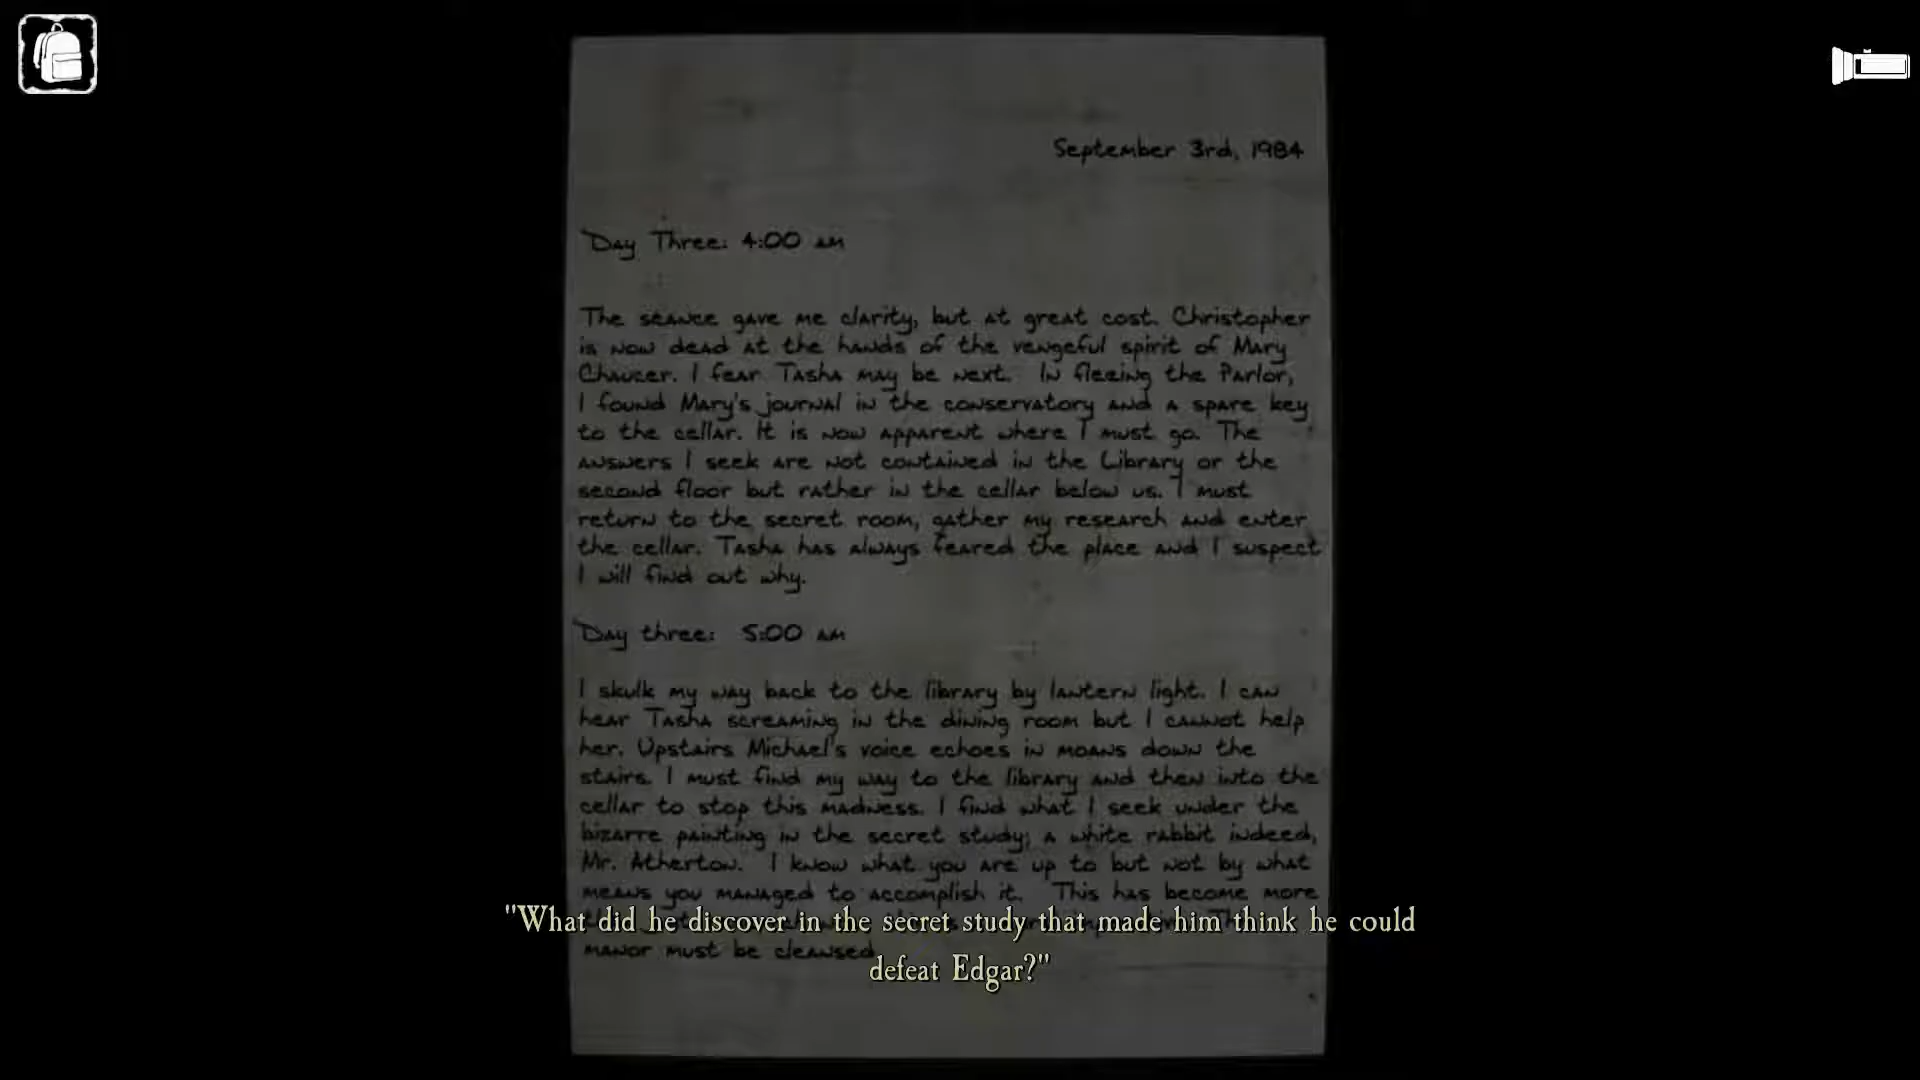 September 3rd, 1984
Day Three: 4:00 am
The seance gave me clarity, but at great cost. Christopher
is now dead at the hands of the vengeful spirit of Mary
Chaucer. I fear Tasha may be next. In fleeing the Parlor,
I found Mary's journal in the conservatory and a spare key
to the cellar. It is now apparent where I must go. The
answers I seek are not contained in the Library or the
second floor but rather in the cellar below us. I must
return to the secret room, gather my research and enter
the cellar. Tasha has always feared the place and I suspect
I will find out why.
Day three: 5:00 am
I skulk my way back to the library by lantern light. I can
hear Tasha screaming in the dining room but I cannot help
her. Upstairs Michael's voice echoes in moans down the
stairs. I must find my way to the library and then into the
cellar to stop this madness. I find what I seek under the
bizarre painting in the secret study; a white rabbit indeed,
Mr. Atherton. I know what you are up to but not by what
means you managed to accomplish it. This has become more
"What did he discover in the secret study that made him think he could
manor must be cleansed
defeat Edgar?"